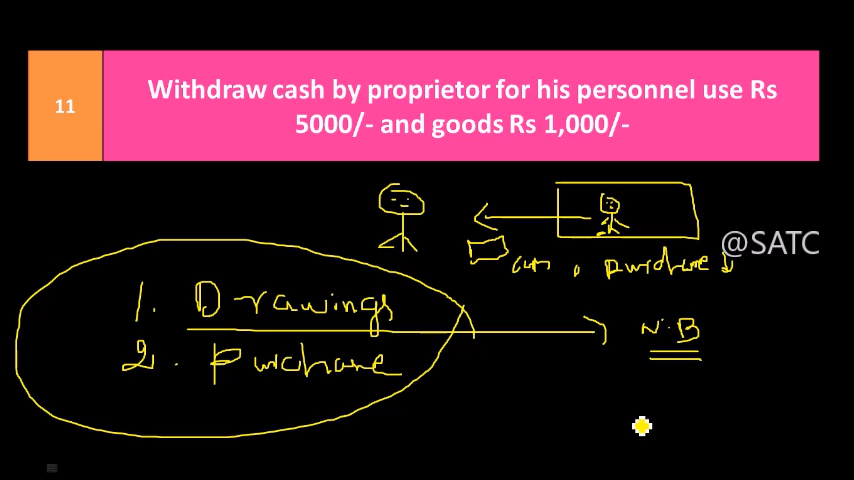 11
Withdraw cash by proprietor for his personnel use Rs
5000/- and goods Rs 1,000/-
@SATC
purchase
1. Drawings
2. Purchase
N.B